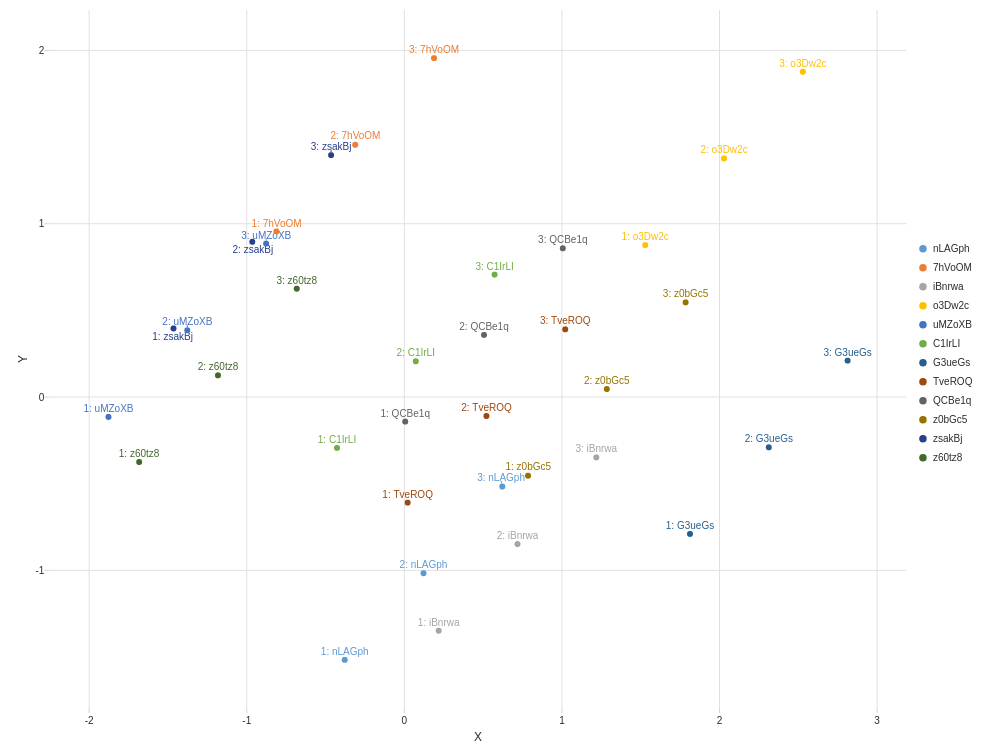 2
3: 7hVoOM
3: o3Dw2c
2: 7hVoOM
3: zsakBj
2: o3Dw2c
1
1: 7hVoOM
3: uMZoXB
2: zsakBj
3: QCBe1q
1: o3Dw2c
3: C1IrLI
3: z60tz8
3: z0bGc5
2: uMZoXB
1: zsakBj
2: QCBe1q
3: TveROQ
2: C1IrLI
3: G3ueGs
Y
2: z60tz8
2: z0bGc5
0
1: uMZoXB
1: QCBe1q
2: TveROQ
1: C1IrLI
2: G3ueGs
1: z60tz8
3: iBnrwa
1: z0bGc5
3: nLAGph
1: TveROQ
1: G3ueGs
2: iBnrwa
2: nLAGph
-1
1: iBnrwa
1: nLAGph
-2 -1 0 1 2 3
X
nLAGph
7hVoOM
iBnrwa
o3Dw2c
uMZoXB
C1IrLI
G3ueGs
TveROQ
QCBe1q
z0bGc5
zsakBj
z60tz8